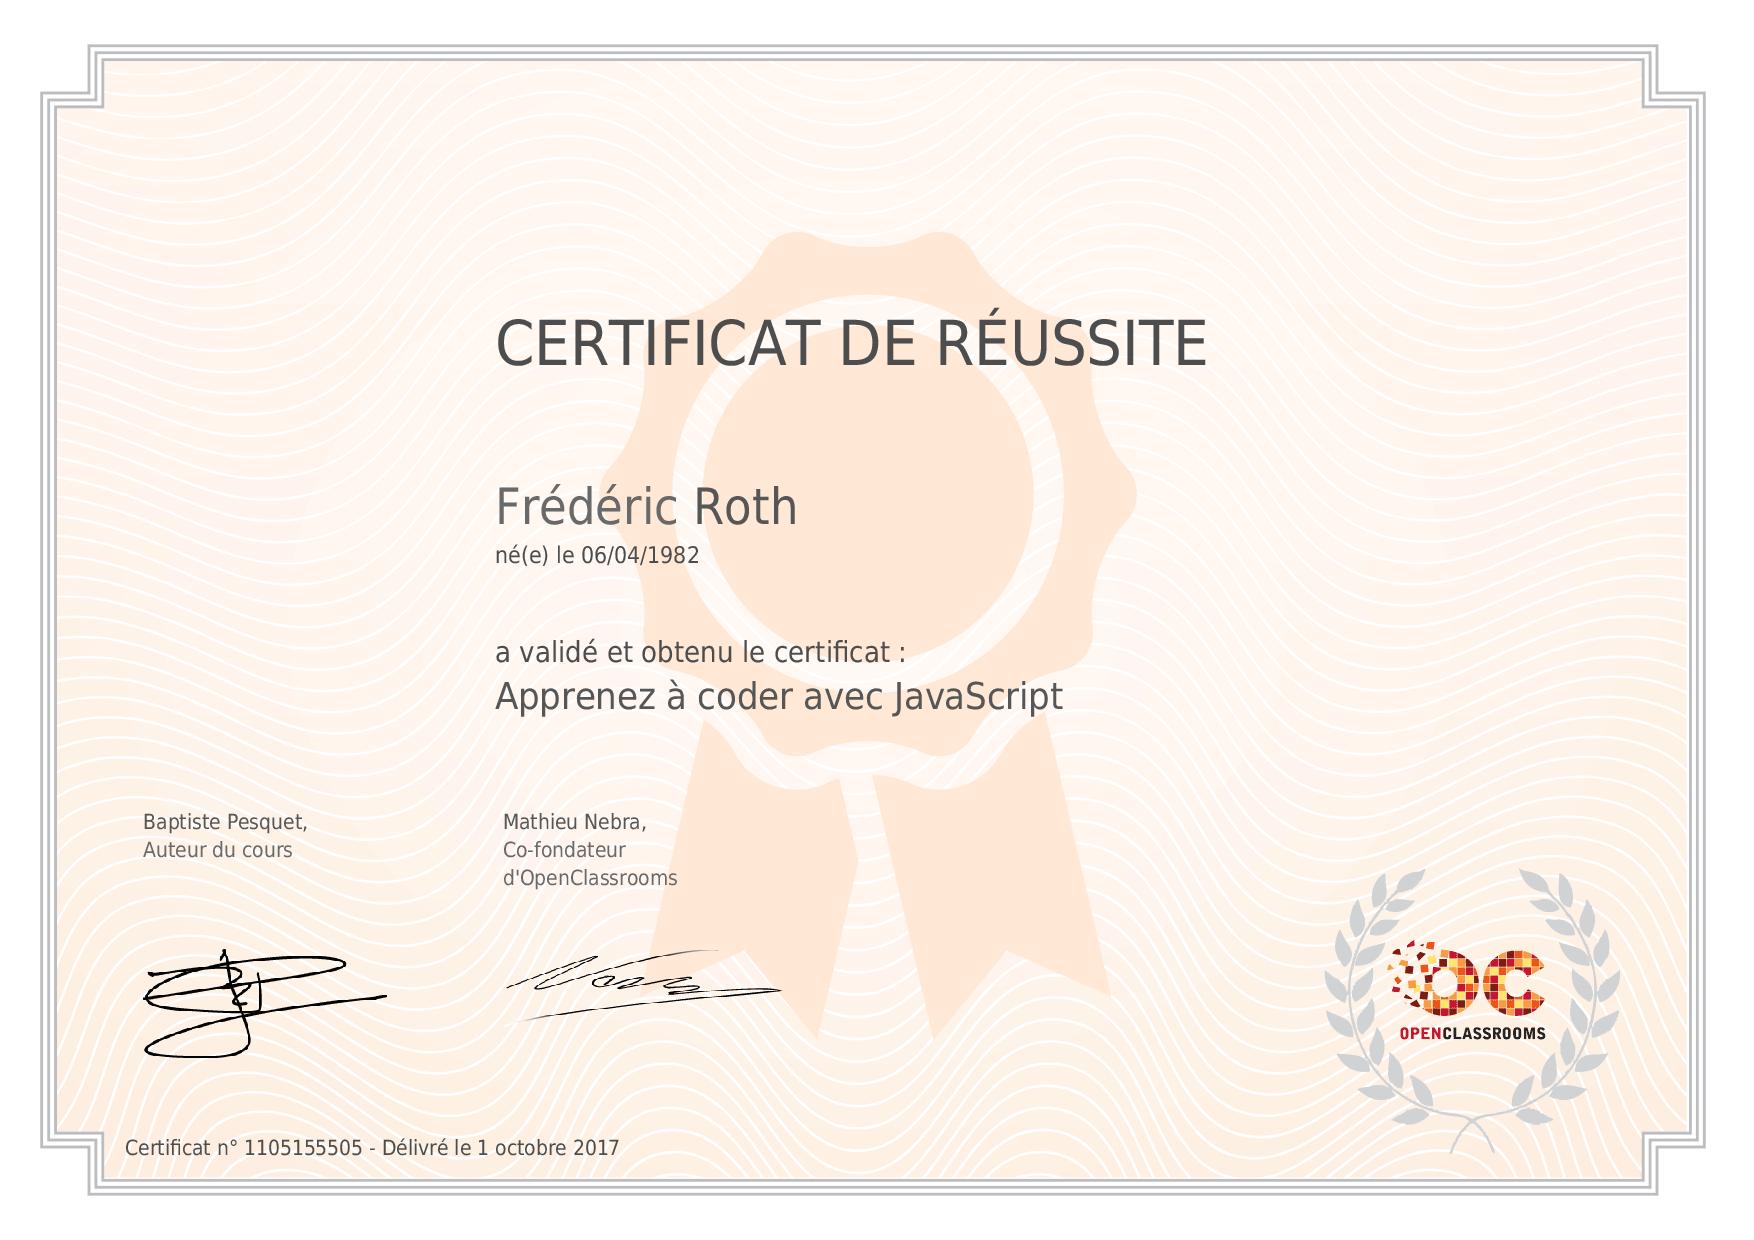 CERTIFICAT DE RÉUSSITE
Frédéric Roth
né(e) le 06/04/1982
a validé et obtenu le certificat :
Apprenez à coder avec JavaScript
Baptiste Pesquet,
Auteur du cours
Mathieu Nebra,
Co-fondateur
d'OpenClassrooms
OC
OPENCLASSROOMS
Certificat n° 1105155505 - Délivré le 1 octobre 2017